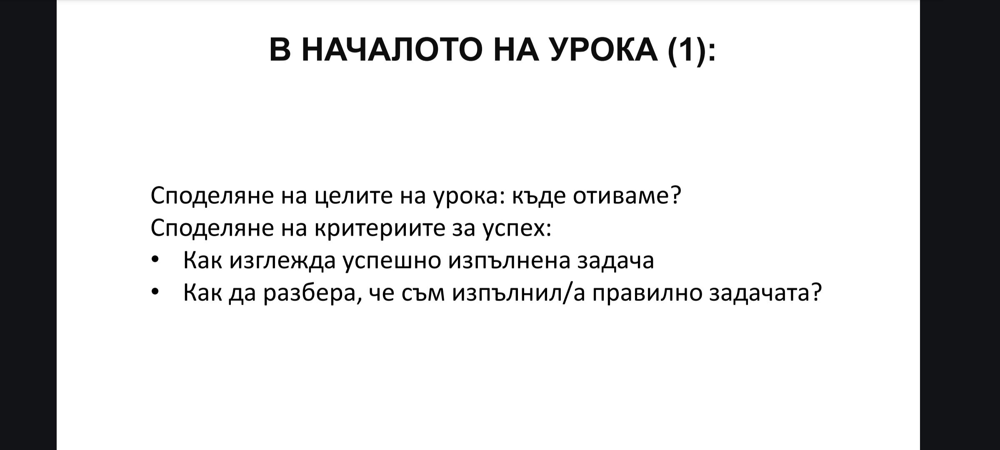 В НАЧАЛОТО НА УРОКА (1):
Споделяне на целите на урока: къде отиваме?
Споделяне на критериите за успех:
• Как изглежда успешно изпълнена задача
• Как да разбера, че съм изпълнил/а правилно задачата?